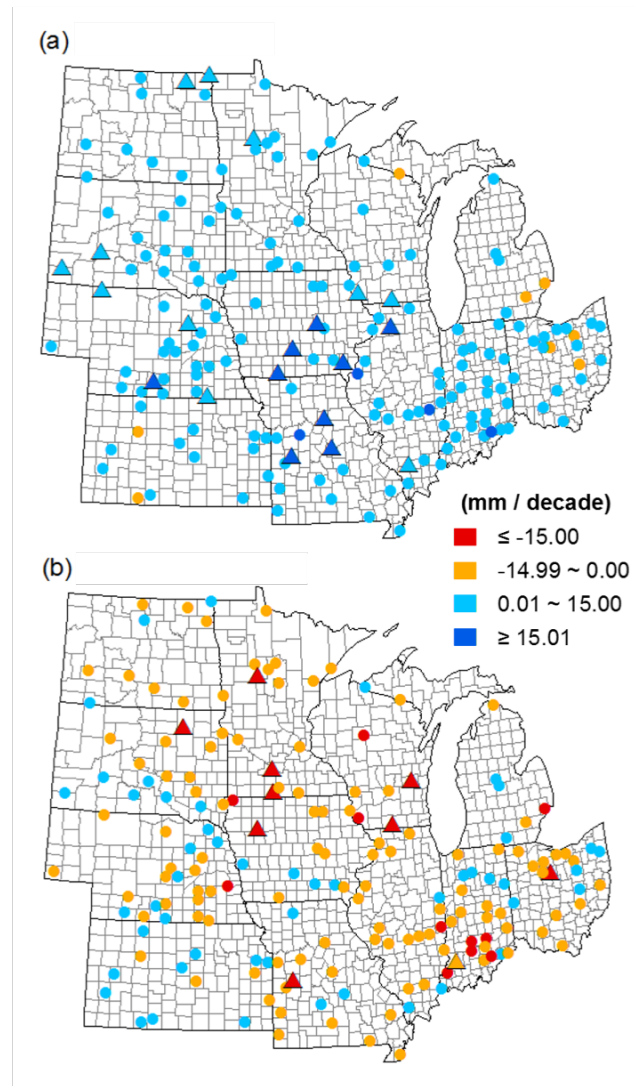 (a)
(mm / decade)
≤ -15.00
-14.99 ~ 0.00
0.01 ~ 15.00
≥ 15.01
(b)